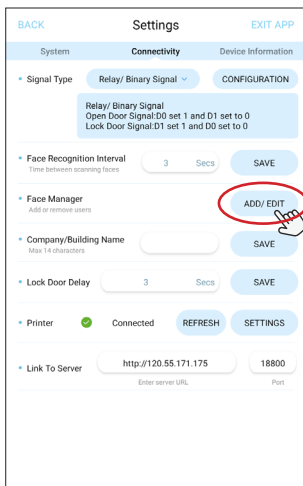 BACK Settings EXIT APP
System Connectivity Device Information
Signal Type Relay/ Binary Signal CONFIGURATION
Relay/ Binary Signal
Open Door Signal:D0 set 1 and D1 set to 0
Lock Door Signal:D1 set 1 and D0 set to 0
Face Recognition Interval 3 Secs SAVE
Time between scanning faces
Face Manager ADD/ EDIT
Add or remove users
Company/Building Name SAVE
Max 14 characters
Lock Door Delay 3 Secs SAVE
Printer Connected REFRESH SETTINGS
Link To Server http://120.55.171.175 18800
Enter server URL Port